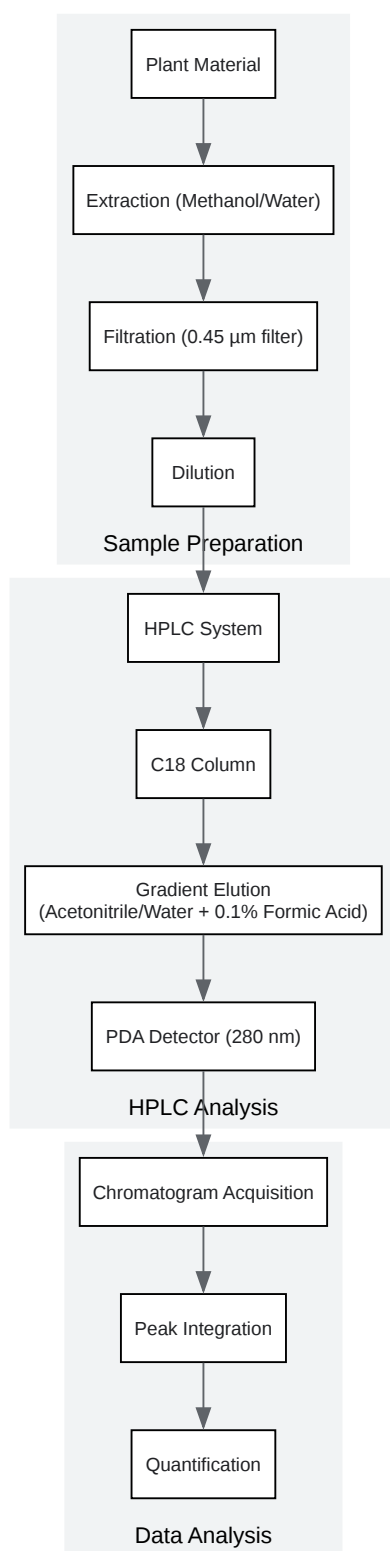 Plant Material
Extraction (Methanol/Water)
Filtration (0.45 µm filter)
Dilution
Sample Preparation
HPLC System
C18 Column
Gradient Elution
(Acetonitrile/Water + 0.1% Formic Acid)
PDA Detector (280 nm)
HPLC Analysis
Chromatogram Acquisition
Peak Integration
Quantification
Data Analysis